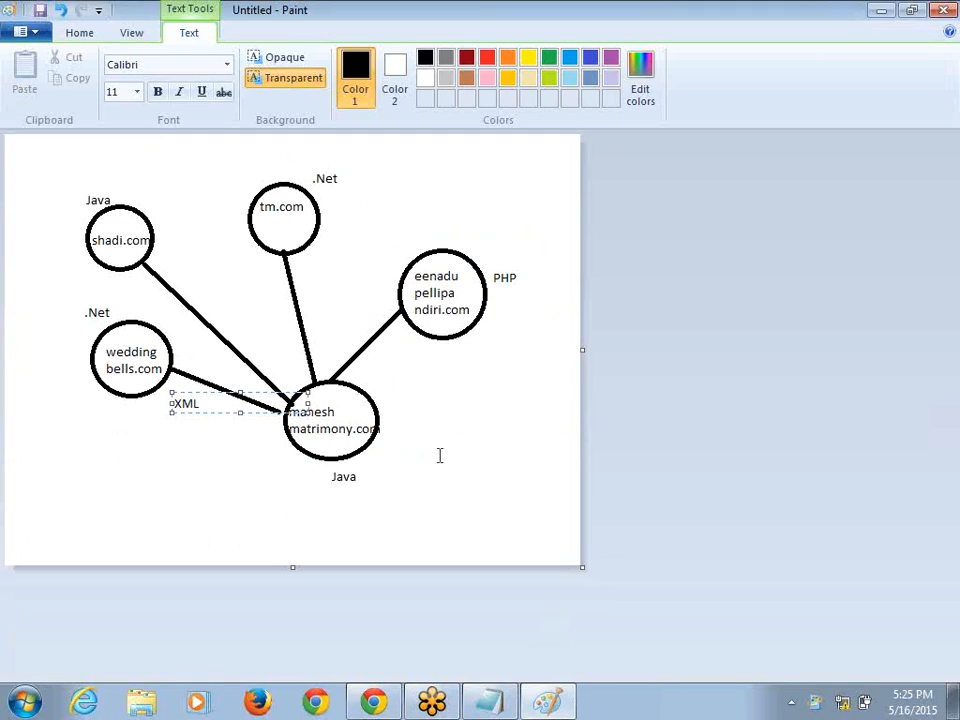 Text Tools
Untitled - Paint
Home
View
Text
Paste
Cut
Copy
Clipboard
Calibri
11
B
I
U
abc
Font
Opaque
Transparent
Background
Color
1
Color
2
Edit
colors
Colors
.Net
tm.com
Java
shadi.com
eenadu
pellipa
ndiri.com
PHP
.Net
wedding
bells.com
XML
mahesh
matrimony.com
Java
5:25 PM
5/16/2015